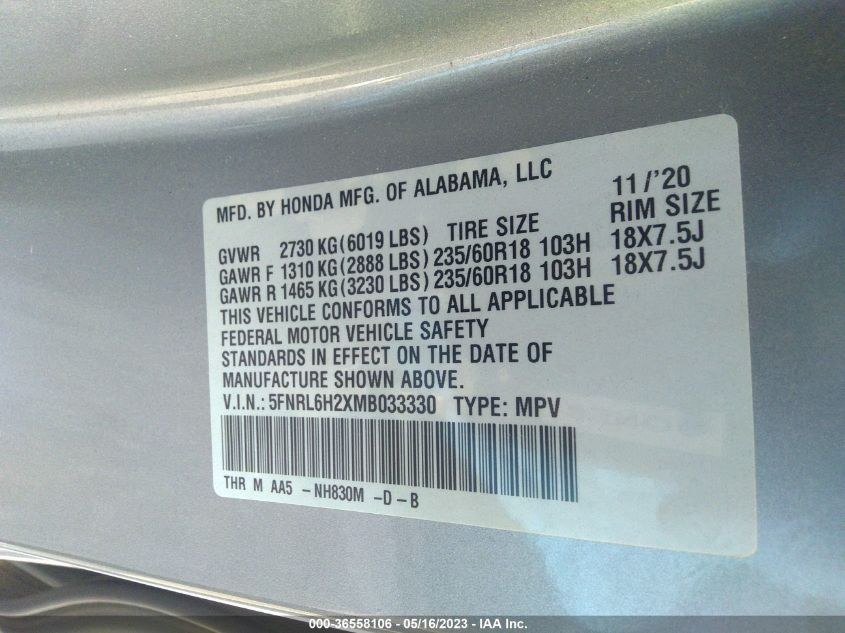 MFD. BY HONDA MFG. OF ALABAMA, LLC 11/'20
GVWR 2730 KG(6019 LBS) TIRE SIZE RIM SIZE
GAWR F 1310 KG(2888 LBS) 235/60R18 103H 18X7.5J
GAWR R 1465 KG(3230 LBS) 235/60R18 103H 18X7.5J
THIS VEHICLE CONFORMS TO ALL APPLICABLE
FEDERAL MOTOR VEHICLE SAFETY
STANDARDS IN EFFECT ON THE DATE OF
MANUFACTURE SHOWN ABOVE.
V.I.N.: 5FNRL6H2XMB033330 TYPE: MPV
THR M AA5 -NH830M -D-B
000-36558106 - 05/16/2023 - IAA Inc.